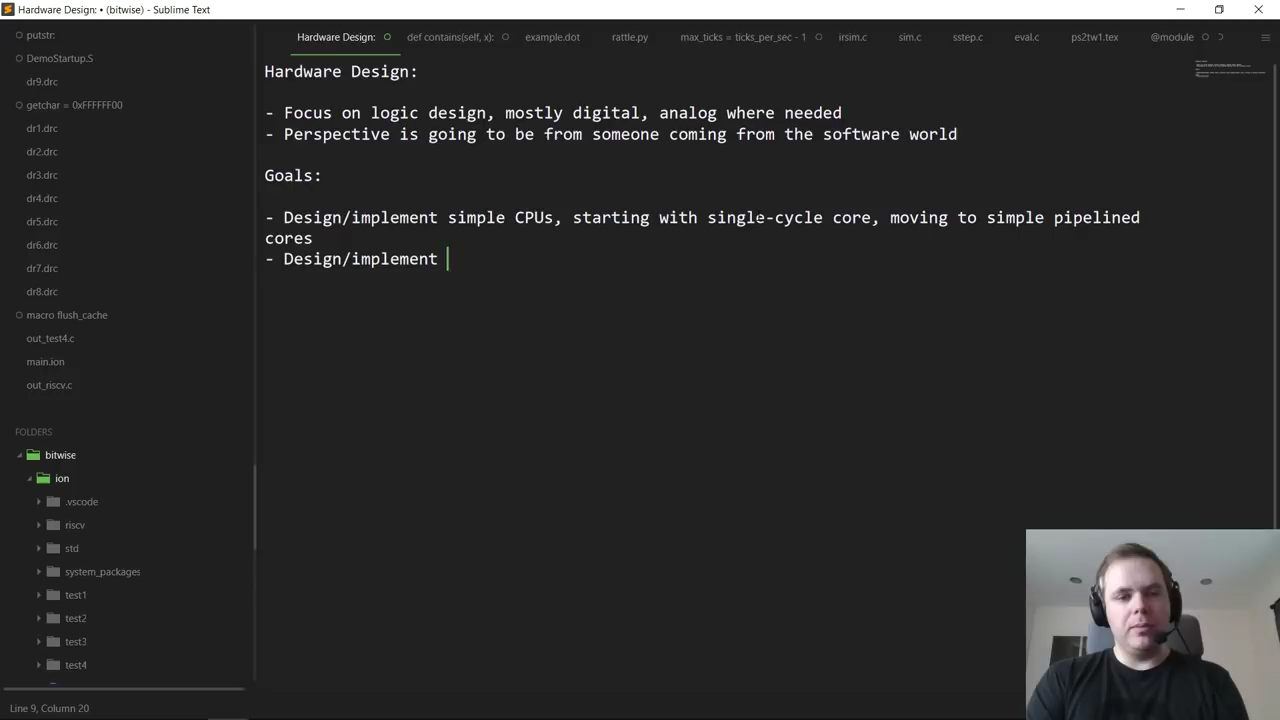 Hardware Design: • (bitwise) - Sublime Text
putstr:
DemoStartup.S
dr9.drc
getchar = 0xFFFFFF00
dr1.drc
dr2.drc
dr3.drc
dr4.drc
dr5.drc
dr6.drc
dr7.drc
dr8.drc
macro flush_cache
out_test4.c
main.ion
out_riscv.c
FOLDERS
bitwise
ion
.vscode
riscv
std
system_packages
test1
test2
test3
test4
Hardware Design:
def contains(self, x):
example.dot
rattle.py
max_ticks = ticks_per_sec - 1
irsim.c
sim.c
sstep.c
eval.c
ps2tw1.tex
@module
Hardware Design:
- Focus on logic design, mostly digital, analog where needed
- Perspective is going to be from someone coming from the software world
Goals:
- Design/implement simple CPUs, starting with single-cycle core, moving to simple pipelined
cores
- Design/implement
Line 9, Column 20